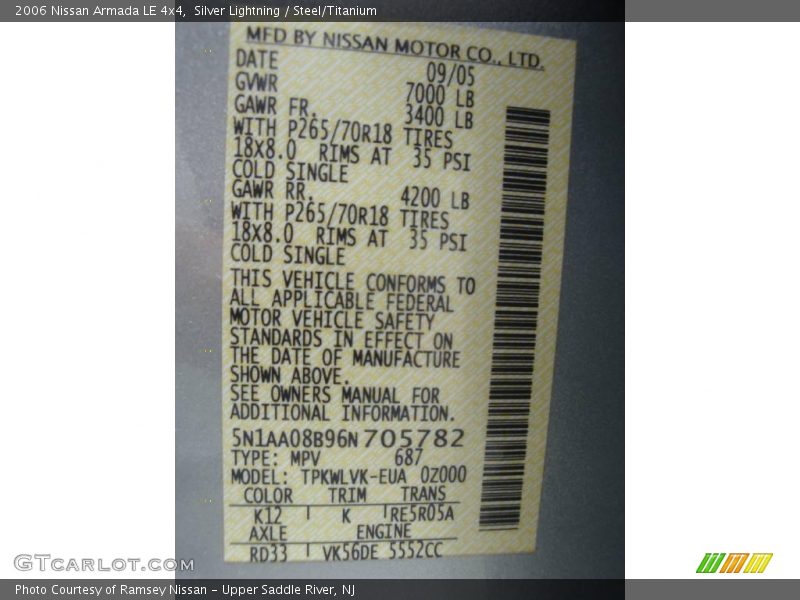 2006 Nissan Armada LE 4x4, Silver Lightning / Steel/Titanium
MFD BY NISSAN MOTOR CO., LTD.
DATE 09/05
GVWR 7000 LB
GAWR FR. 3400 LB
WITH P265/70R18 TIRES
18X8.0 RIMS AT 35 PSI
COLD SINGLE
GAWR RR. 4200 LB
WITH P265/70R18 TIRES
18X8.0 RIMS AT 35 PSI
COLD SINGLE
THIS VEHICLE CONFORMS TO
ALL APPLICABLE FEDERAL
MOTOR VEHICLE SAFETY
STANDARDS IN EFFECT ON
THE DATE OF MANUFACTURE
SHOWN ABOVE.
SEE OWNERS MANUAL FOR
ADDITIONAL INFORMATION.
5N1AA08B96N705782
TYPE: MPV 687
MODEL: TPKWLVK-EUA 0Z000
COLOR TRIM TRANS
K12 K RE5R05A
AXLE ENGINE
RD33 VK56DE 5552CC
GTCARLOT.COM
Photo Courtesy of Ramsey Nissan - Upper Saddle River, NJ